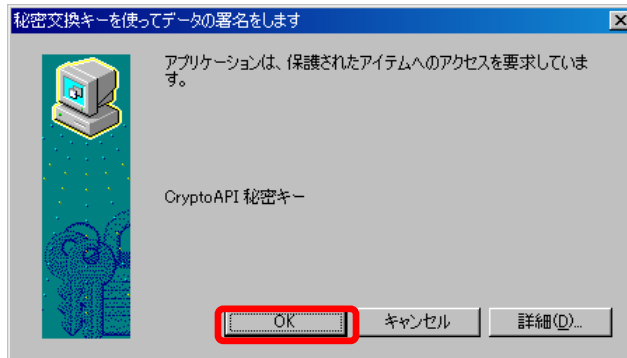 秘密交換キーを使ってデータの署名をします
アプリケーションは、保護されたアイテムへのアクセスを要求していま
す。
CryptoAPI 秘密キー
OK キャンセル 詳細(D)...